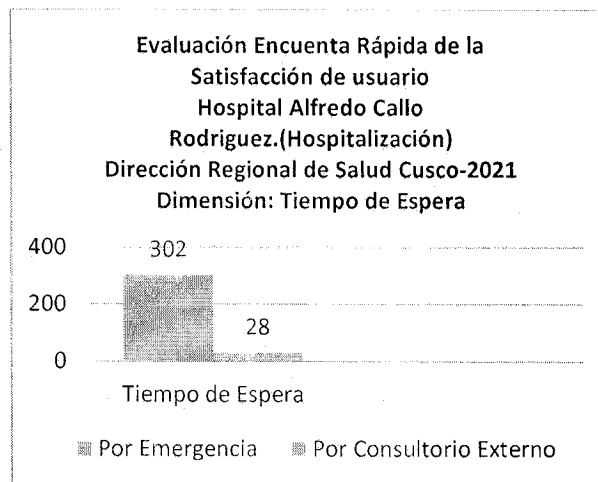 Evaluación Encuenta Rápida de la
Satisfacción de usuario
Hospital Alfredo Callo
Rodriguez.(Hospitalización)
Dirección Regional de Salud Cusco-2021
Dimensión: Tiempo de Espera
400
302
200
28
0
Tiempo de Espera
Por Emergencia
Por Consultorio Externo